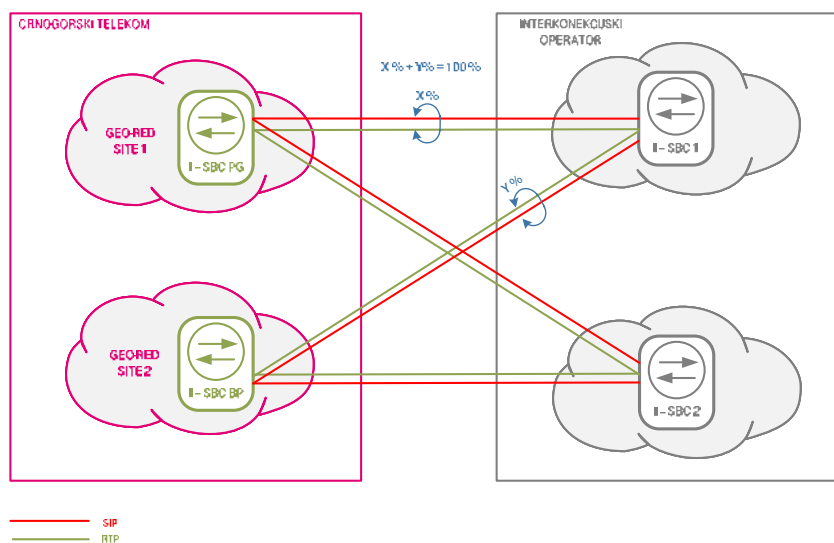 CRNOGORSKI TELEKOM
INTERKONEKCIJSKI
OPERATOR
X% + Y% = 100%
X%
GEO-RED
SITE 1
I - SBC PG
I - SBC 1
Y%
GEO-RED
SITE 2
I - SBC BP
I - SBC 2
SIP
RTP